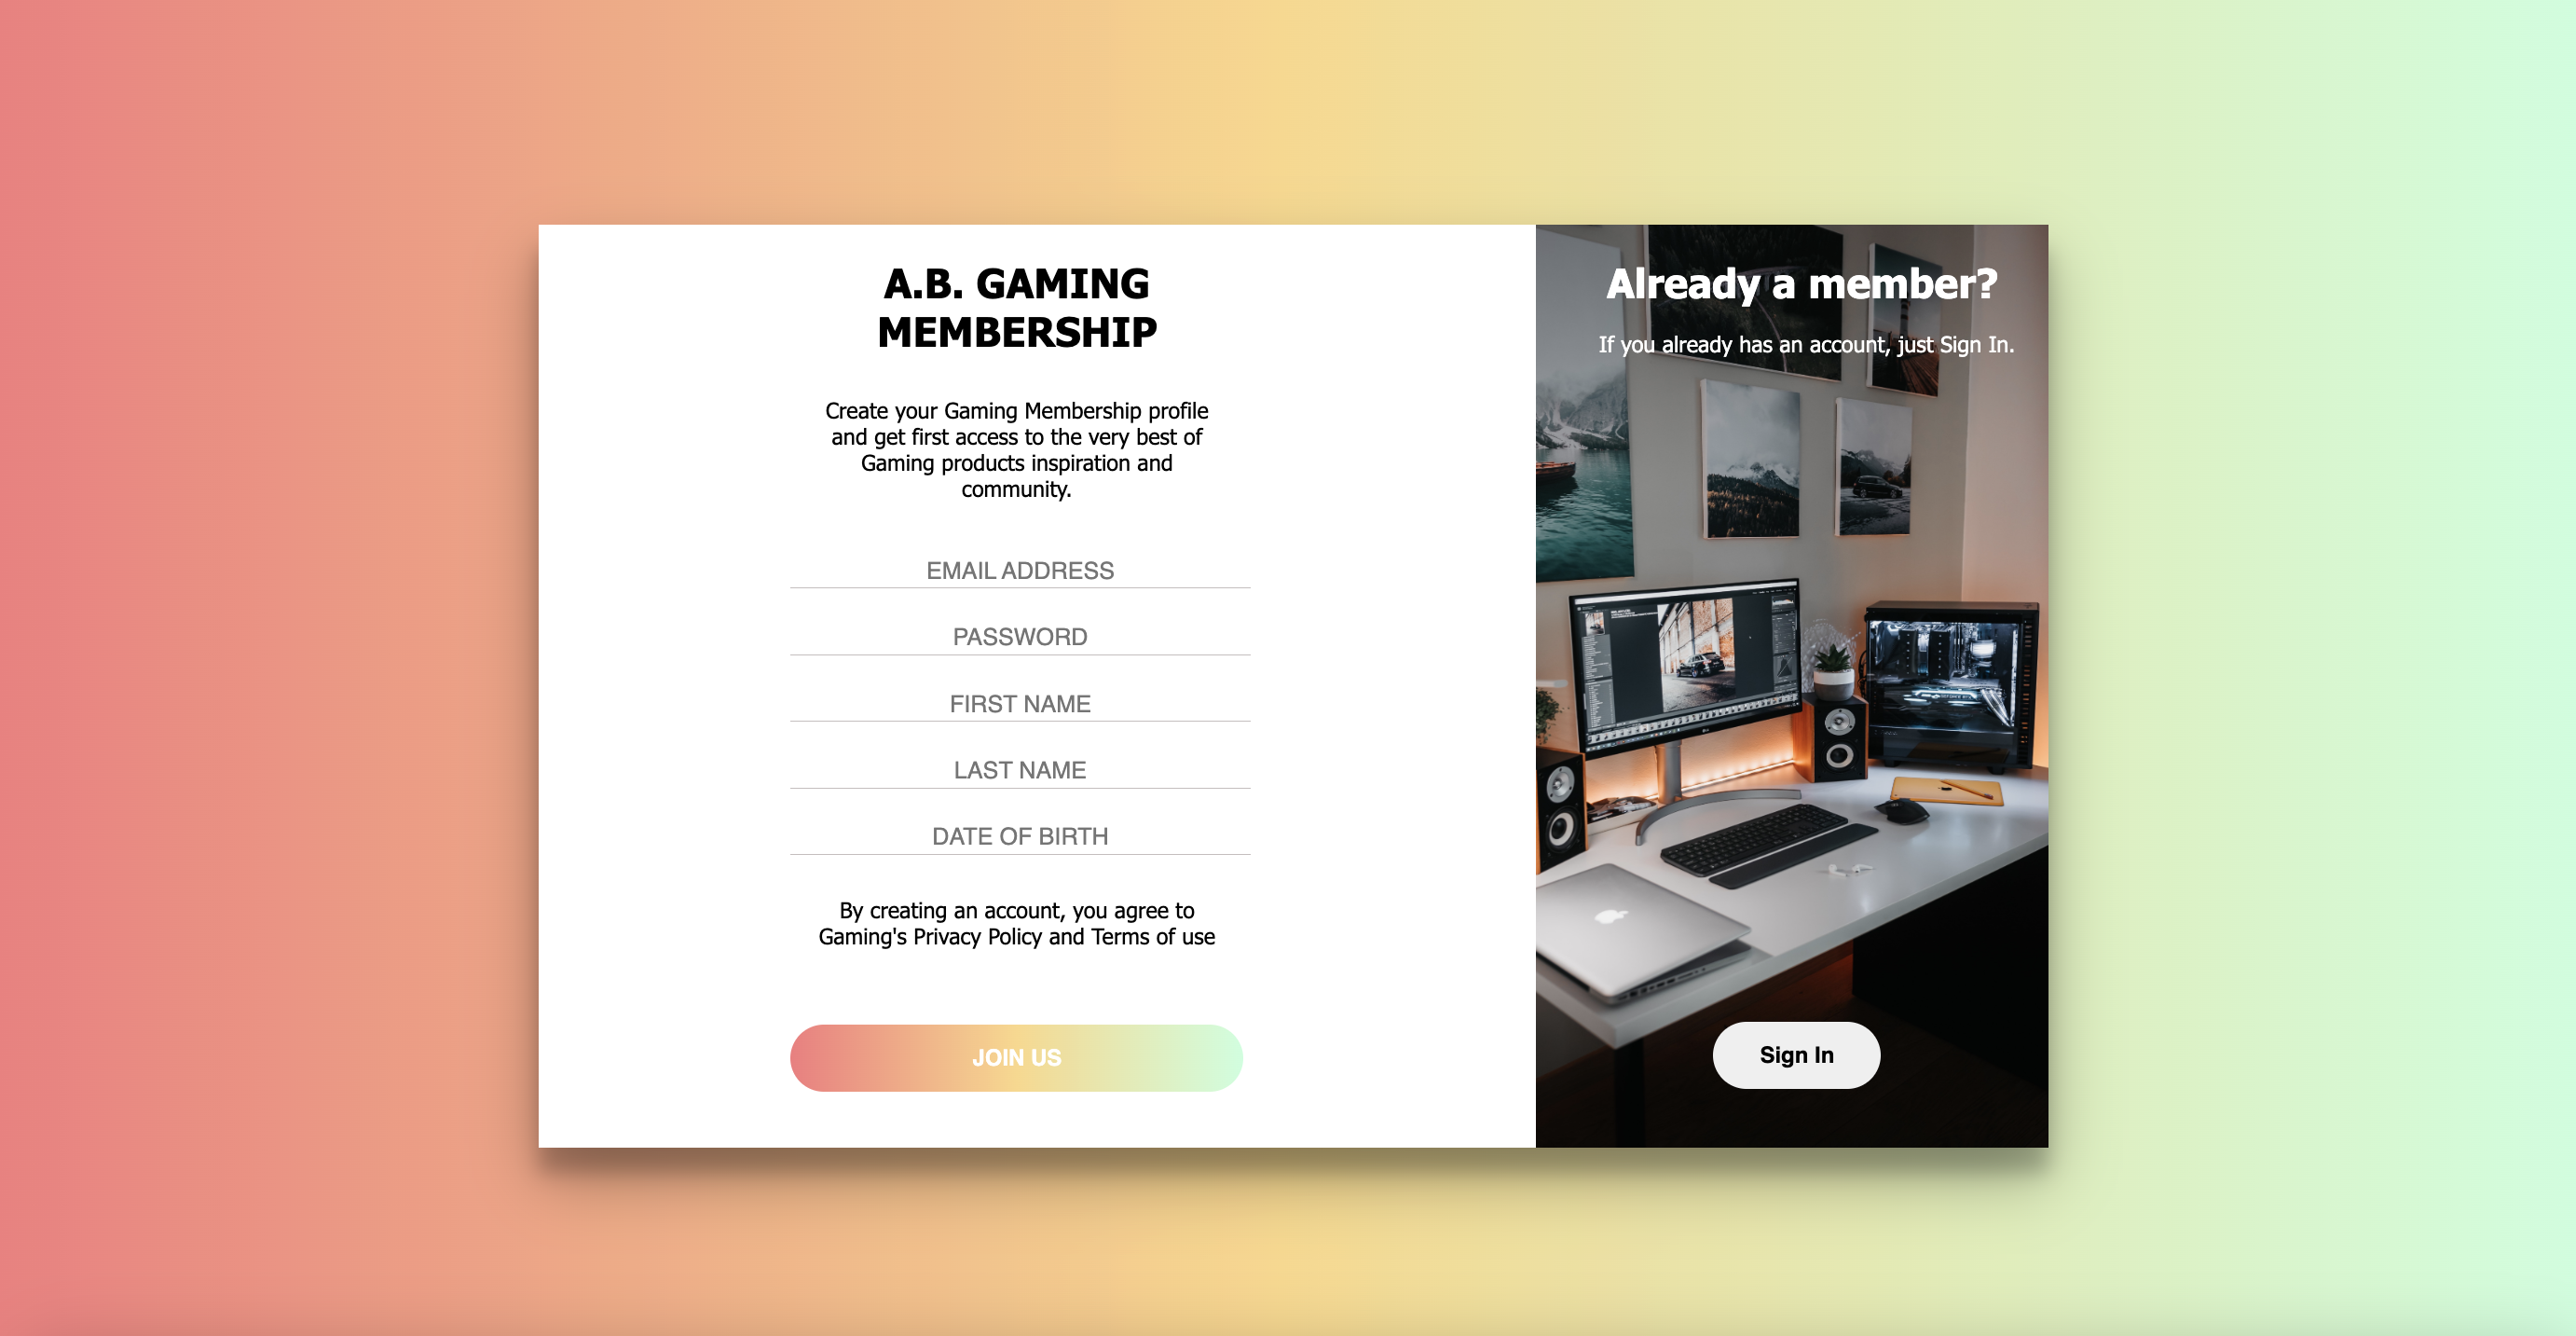 A.B. GAMING
MEMBERSHIP
Create your Gaming Membership profile
and get first access to the very best of
Gaming products inspiration and
community.
EMAIL ADDRESS
PASSWORD
FIRST NAME
LAST NAME
DATE OF BIRTH
By creating an account, you agree to
Gaming's Privacy Policy and Terms of use
JOIN US
Already a member?
If you already has an account, just Sign In.
Sign In